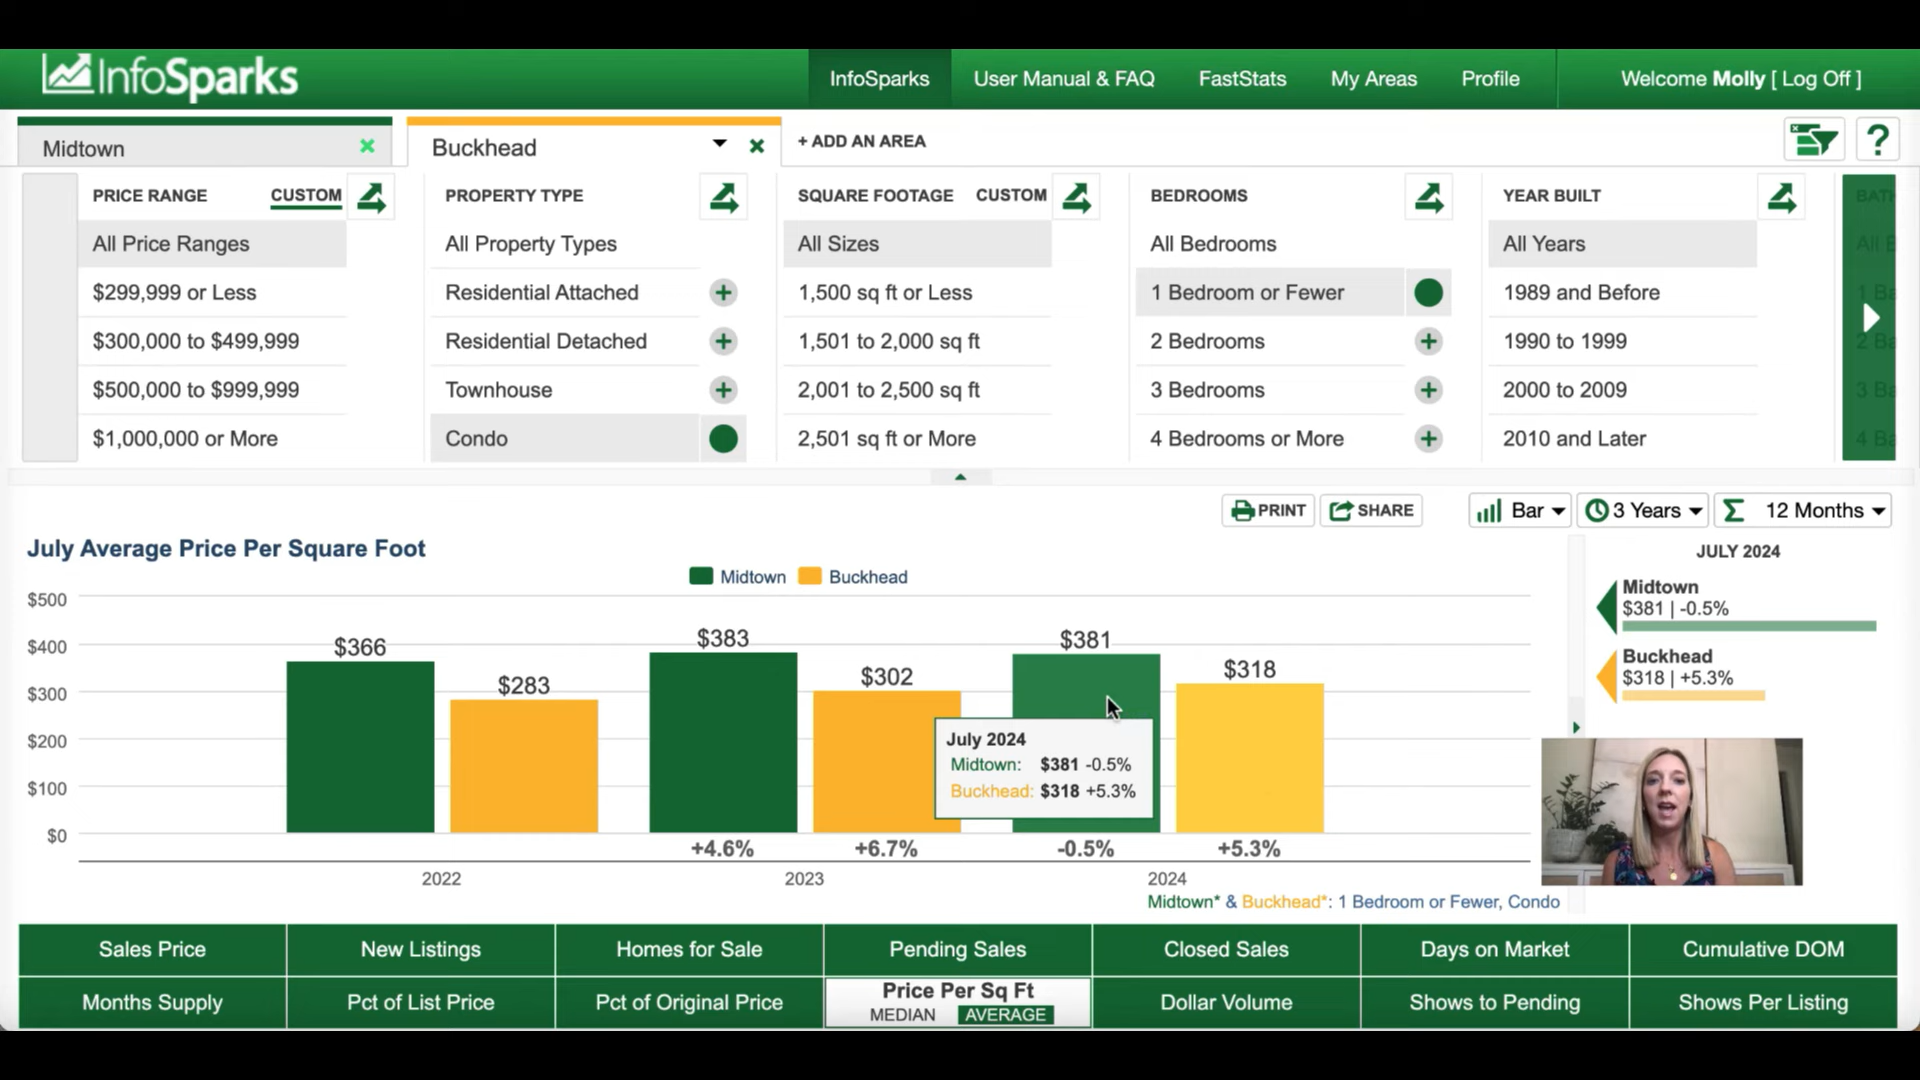 InfoSparks
InfoSparks User Manual & FAQ FastStats My Areas Profile Welcome Molly [ Log Off ]
Midtown Buckhead + ADD AN AREA ?
PRICE RANGE CUSTOM
All Price Ranges
$299,999 or Less
$300,000 to $499,999
$500,000 to $999,999
$1,000,000 or More
PROPERTY TYPE
All Property Types
Residential Attached
Residential Detached
Townhouse
Condo
SQUARE FOOTAGE CUSTOM
All Sizes
1,500 sq ft or Less
1,501 to 2,000 sq ft
2,001 to 2,500 sq ft
2,501 sq ft or More
BEDROOMS
All Bedrooms
1 Bedroom or Fewer
2 Bedrooms
3 Bedrooms
4 Bedrooms or More
YEAR BUILT
All Years
1989 and Before
1990 to 1999
2000 to 2009
2010 and Later
PRINT SHARE Bar 3 Years 12 Months
July Average Price Per Square Foot
Midtown Buckhead
$500
$400
$300
$200
$100
$0
$366 $283 $383 $302 $381 $318
July 2024
Midtown: $381 -0.5%
Buckhead: $318 +5.3%
+4.6% +6.7% -0.5% +5.3%
2022 2023 2024
Midtown* & Buckhead*: 1 Bedroom or Fewer, Condo
JULY 2024
Midtown
$381 | -0.5%
Buckhead
$318 | +5.3%
Sales Price New Listings Homes for Sale Pending Sales Closed Sales Days on Market Cumulative DOM
Months Supply Pct of List Price Pct of Original Price Price Per Sq Ft Dollar Volume Shows to Pending Shows Per Listing
MEDIAN AVERAGE